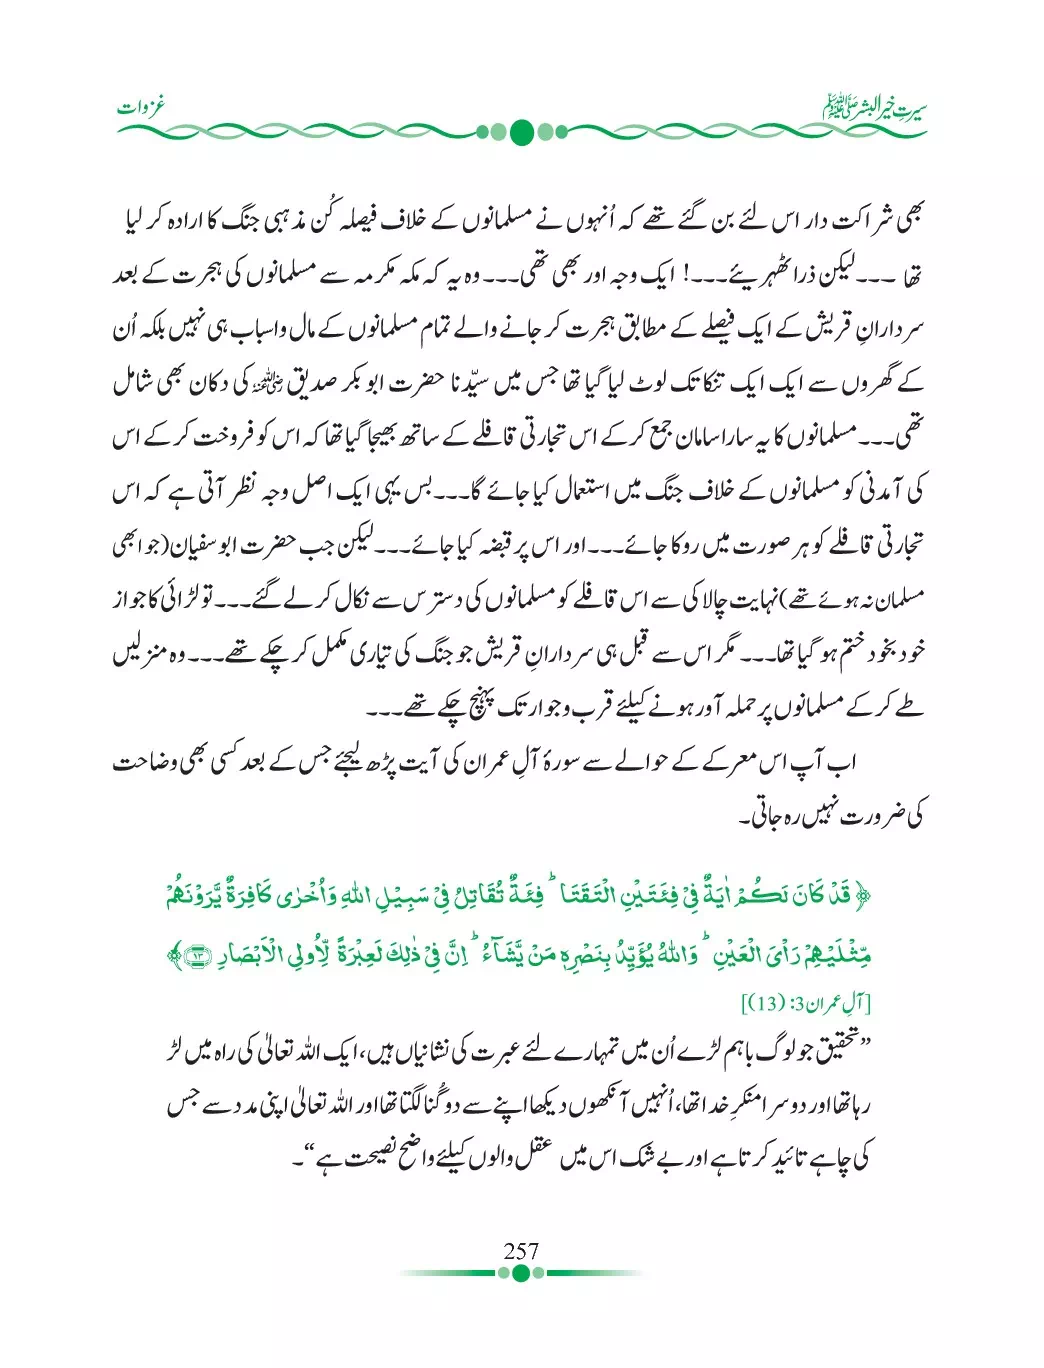 سیرتِ خیر البشر ﷺ
غزوات
بھی شراکت دار اس لئے بن گئے تھے کہ اُنہوں نے مسلمانوں کے خلاف فیصلہ کُن مذہبی جنگ کا ارادہ کر لیا
تھا ۔۔۔لیکن ذرا ٹھہریئے۔۔۔! ایک وجہ اور بھی تھی۔۔۔ وہ یہ کہ مکہ مکرمہ سے مسلمانوں کی ہجرت کے بعد
سردارانِ قریش کے ایک فیصلے کے مطابق ہجرت کر جانے والے تمام مسلمانوں کے مال و اسباب ہی نہیں بلکہ اُن
کے گھروں سے ایک ایک تنکا تک لوٹ لیا گیا تھا جس میں سیّدنا حضرت ابو بکر صدیق رضی اللہ عنہ کی دکان بھی شامل
تھی۔۔۔ مسلمانوں کا یہ سارا سامان جمع کر کے اس تجارتی قافلے کے ساتھ بھیجا گیا تھا کہ اس کو فروخت کر کے اس
کی آمدنی کو مسلمانوں کے خلاف جنگ میں استعمال کیا جائے گا۔۔۔ بس یہی ایک اصل وجہ نظر آتی ہے کہ اس
تجارتی قافلے کو ہر صورت میں روکا جائے۔۔۔ اور اس پر قبضہ کیا جائے۔۔۔ لیکن جب حضرت ابو سفیان (جو ابھی
مسلمان نہ ہوئے تھے) نہایت چالاکی سے اس قافلے کو مسلمانوں کی دسترس سے نکال کر لے گئے۔۔۔ تو لڑائی کا جواز
خود بخود ختم ہو گیا تھا۔۔۔ مگر اس سے قبل ہی سردارانِ قریش جو جنگ کی تیاری مکمل کر چکے تھے۔۔۔ وہ منزلیں
طے کر کے مسلمانوں پر حملہ آور ہونے کیلئے قرب و جوار تک پہنچ چکے تھے۔۔۔
اب آپ اس معرکے کے حوالے سے سورۂ آلِ عمران کی آیت پڑھ لیجئے جس کے بعد کسی بھی وضاحت
کی ضرورت نہیں رہ جاتی۔
﴿ قَدْ كَانَ لَكُمْ اٰيَةٌ فِيْ فِئَتَيْنِ الْتَقَتَا ؕ فِئَةٌ تُقَاتِلُ فِيْ سَبِيْلِ اللّٰهِ وَاُخْرٰى كَافِرَةٌ يَّرَوْنَهُمْ
مِّثْلَيْهِمْ رَاْيَ الْعَيْنِ ؕ وَاللّٰهُ يُؤَيِّدُ بِنَصْرِهٖ مَنْ يَّشَآءُ ؕ اِنَّ فِيْ ذٰلِكَ لَعِبْرَةً لِّاُولِي الْاَبْصَارِ ۝۱۳ ﴾
[آلِ عمران 3: (13)]
”تحقیق جو لوگ باہم لڑے اُن میں تمہارے لئے عبرت کی نشانیاں ہیں، ایک اللہ تعالیٰ کی راہ میں لڑ
رہا تھا اور دوسرا منکرِ خدا تھا، اُنہیں آنکھوں دیکھا اپنے سے دوگُنا لگتا تھا اور اللہ تعالیٰ اپنی مدد سے جس
کی چاہے تائید کرتا ہے اور بے شک اس میں عقل والوں کیلئے واضح نصیحت ہے“۔
257